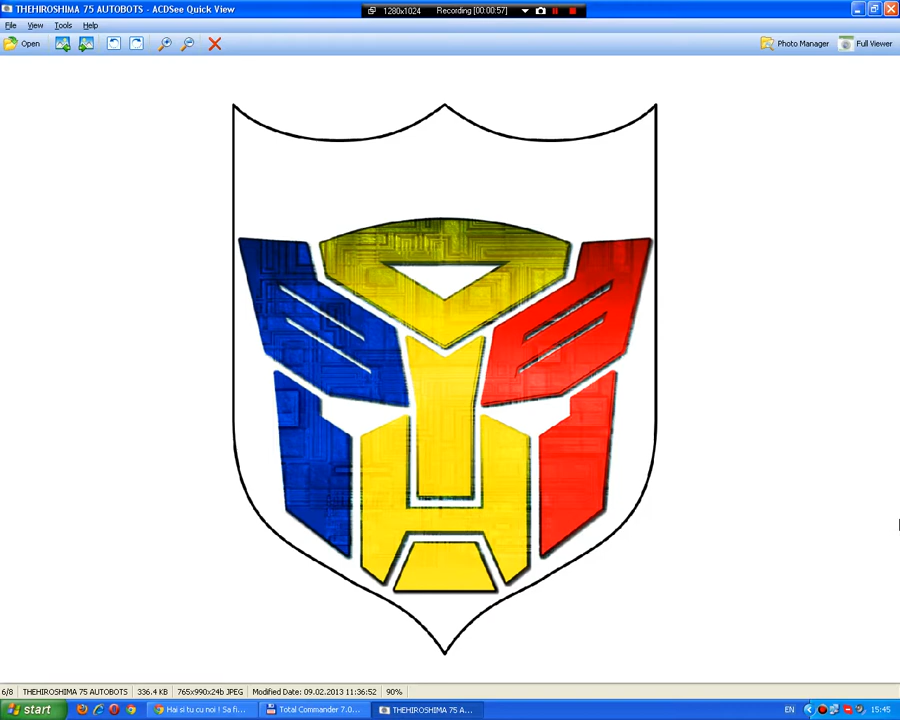 THEHIROSHIMA 75 AUTOBOTS - ACDSee Quick View
1280x1024 Recording [00:00:57]
File View Tools Help
Open Photo Manager Full Viewer
6/8 THEHIROSHIMA 75 AUTOBOTS 336.4 KB 765x990x24b JPEG Modified Date: 09.02.2013 11:36:52 90%
start Hai si tu cu noi ! Sa fi... Total Commander 7.0... THEHIROSHIMA 75 A... EN 15:45